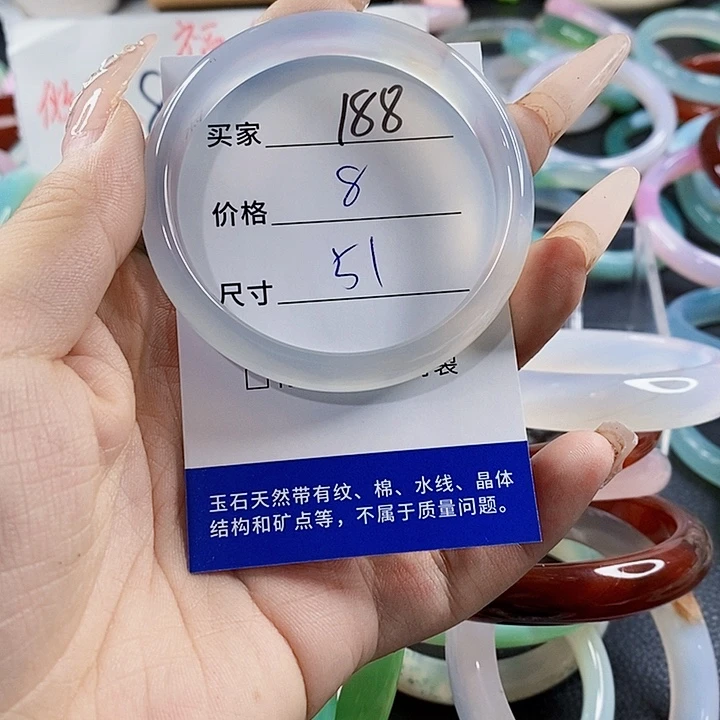 买家 188
价格 8
尺寸 51
玉石天然带有纹、棉、水线、晶体
结构和矿点等，不属于质量问题。